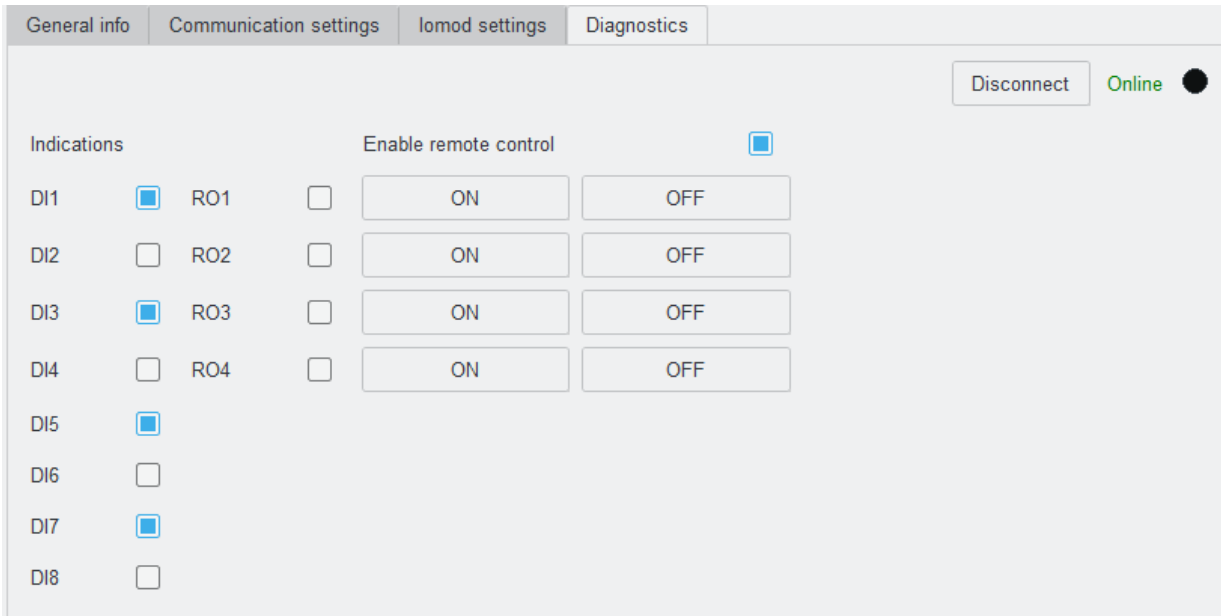 General info Communication settings Iomod settings Diagnostics
Disconnect Online
Indications Enable remote control
DI1 RO1 ON OFF
DI2 RO2 ON OFF
DI3 RO3 ON OFF
DI4 RO4 ON OFF
DI5
DI6
DI7
DI8